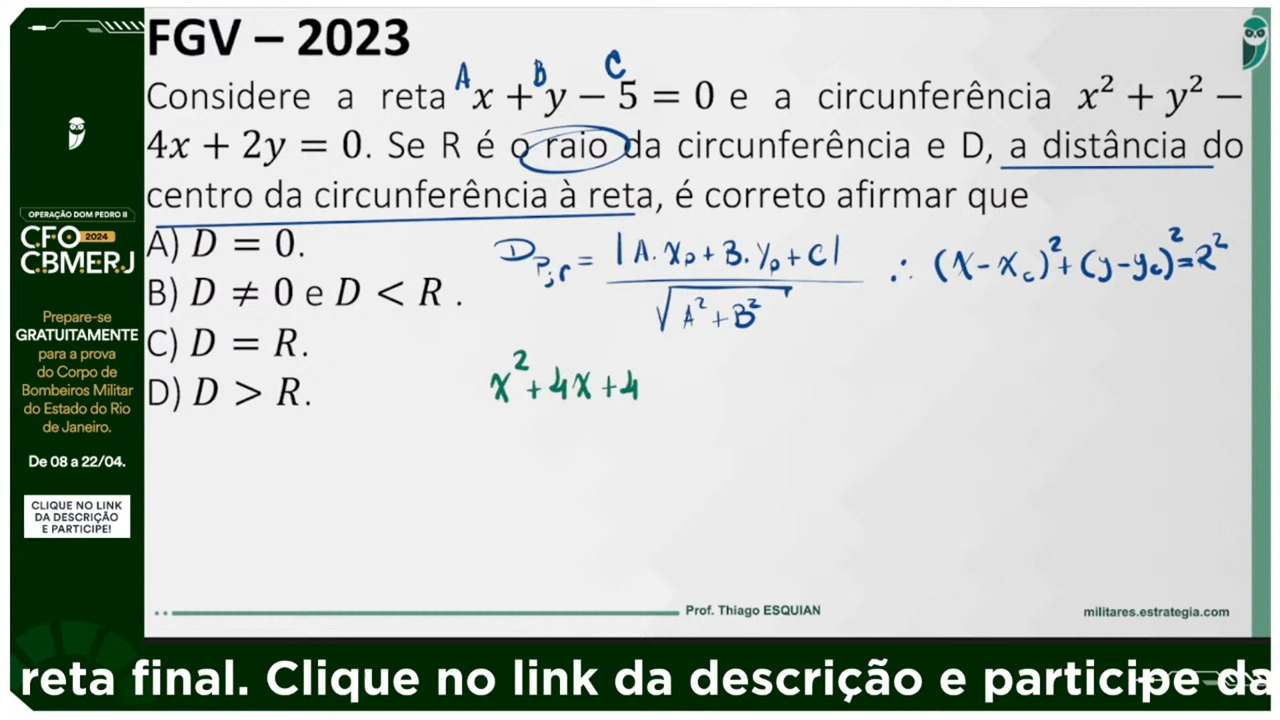 FGV – 2023
A B C
Considere a reta x + y − 5 = 0 e a circunferência x² + y² −
4x + 2y = 0. Se R é o raio da circunferência e D, a distância do
centro da circunferência à reta, é correto afirmar que
A) D = 0.
B) D ≠ 0 e D < R .
C) D = R.
D) D > R.
D P,r = |A.xp + B.yp + C| / √A² + B² ∴ (x − xc)² + (y − yc)² = R²
x² + 4x + 4
OPERAÇÃO DOM PEDRO II
CFO 2024
CBMERJ
Prepare-se
GRATUITAMENTE
para a prova
do Corpo de
Bombeiros Militar
do Estado do Rio
de Janeiro.
De 08 a 22/04.
CLIQUE NO LINK
DA DESCRIÇÃO
E PARTICIPE!
Prof. Thiago ESQUIAN
militares.estrategia.com
reta final. Clique no link da descrição e participe da